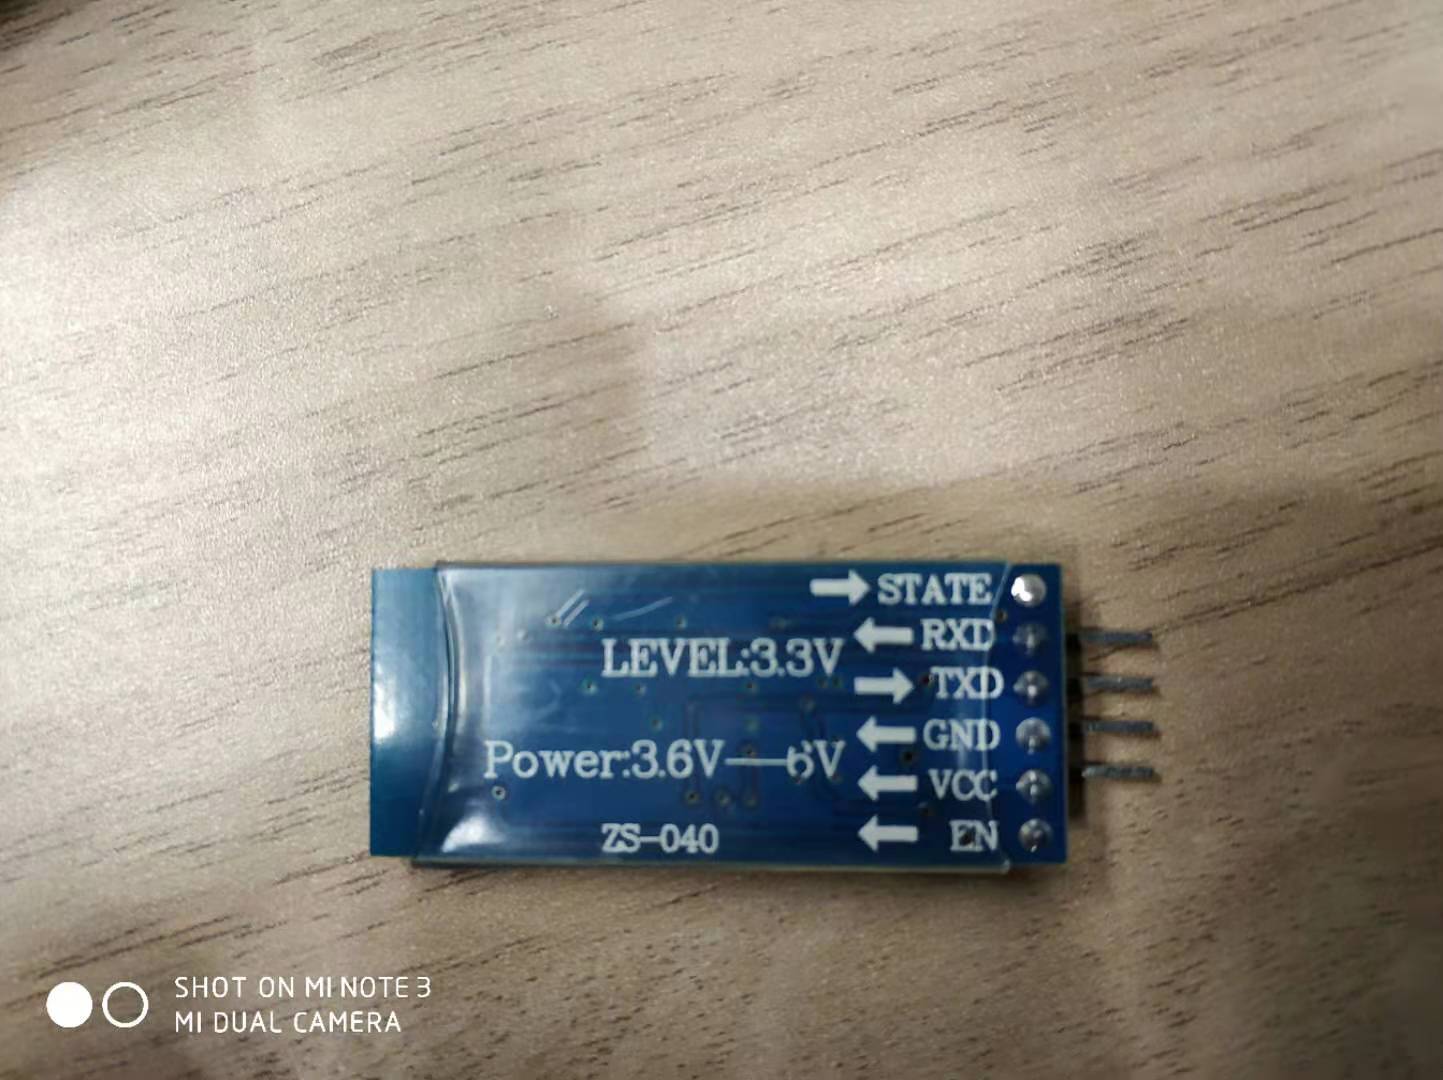 STATE
RXD
LEVEL:3.3V
TXD
GND
Power:3.6V—6V
VCC
ZS-040
EN
SHOT ON MI NOTE 3
MI DUAL CAMERA